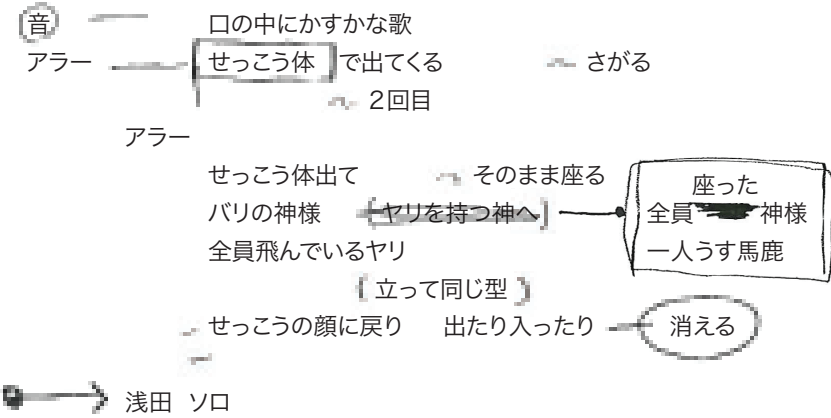 音 口の中にかすかな歌
アラー せっこう体 で出てくる さがる
2回目
アラー
せっこう体出て そのまま座る
バリの神様 [ヤリを持つ神へ]
座った
全員 神様
一人うす馬鹿
全員飛んでいるヤリ
[立って同じ型]
せっこうの顔に戻り 出たり入ったり 消える
浅田 ソロ